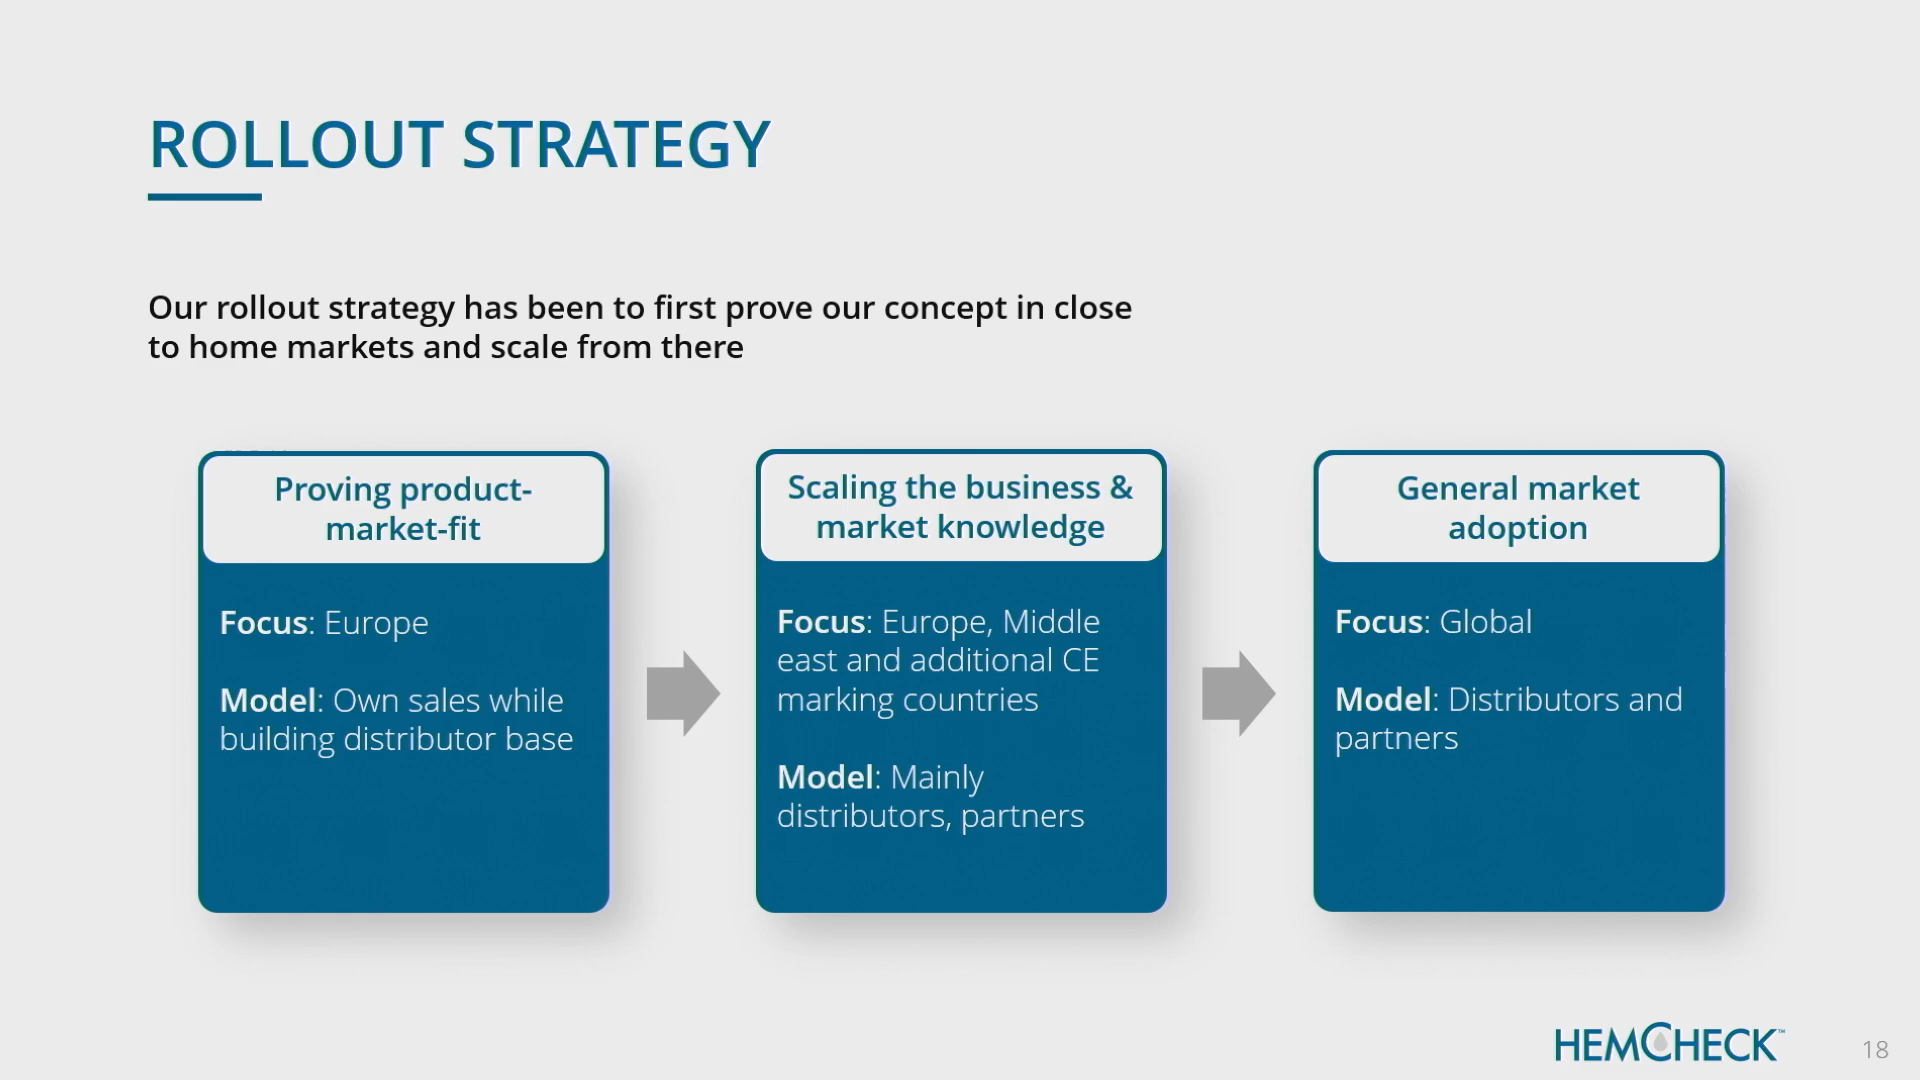 ROLLOUT STRATEGY
Our rollout strategy has been to first prove our concept in close
to home markets and scale from there
Proving product-
market-fit
Focus: Europe
Model: Own sales while
building distributor base
Scaling the business &
market knowledge
Focus: Europe, Middle
east and additional CE
marking countries
Model: Mainly
distributors, partners
General market
adoption
Focus: Global
Model: Distributors and
partners
HEMCHECK™
18